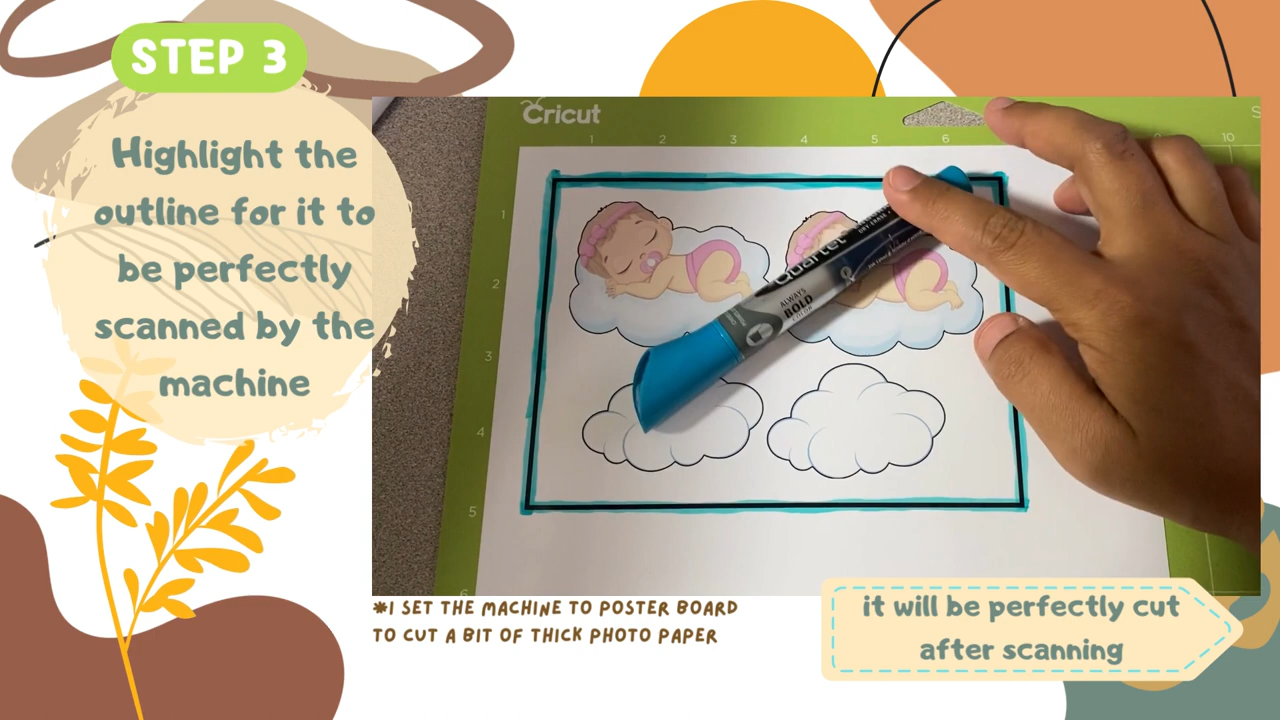 STEP 3
Highlight the
outline for it to
be perfectly
scanned by the
machine
Cricut
1 2 3 4 5 6 10
1
2
3
4
5
Quartet
ALWAYS
BOLD
COLOR
*I SET THE MACHINE TO POSTER BOARD
TO CUT A BIT OF THICK PHOTO PAPER
it will be perfectly cut
after scanning